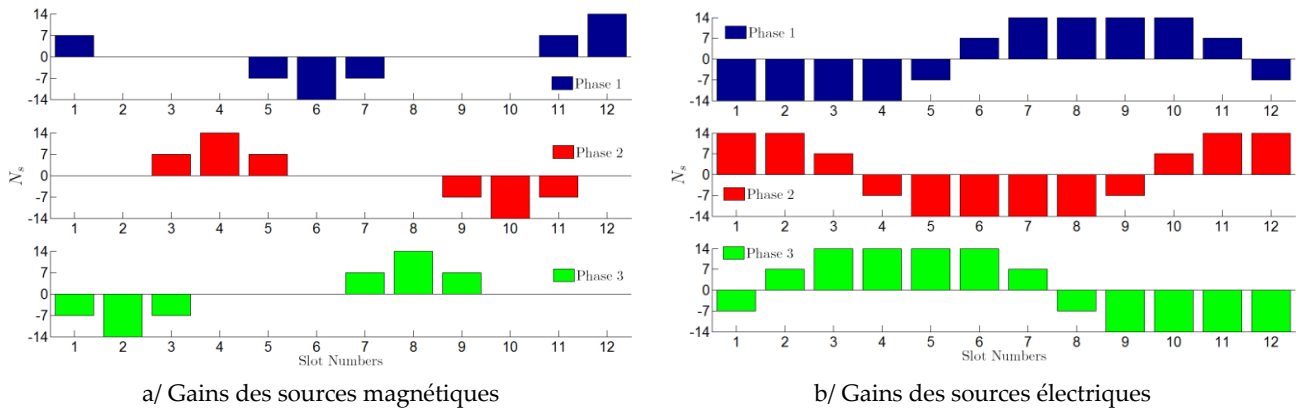 14
7
0
-7
-14
Phase 1
1 2 3 4 5 6 7 8 9 10 11 12
14
7
0
-7
-14
Phase 2
1 2 3 4 5 6 7 8 9 10 11 12
N_s
14
7
0
-7
-14
Phase 3
1 2 3 4 5 6 7 8 9 10 11 12
Slot Numbers
a/ Gains des sources magnétiques
14
7
0
-7
-14
Phase 1
1 2 3 4 5 6 7 8 9 10 11 12
14
7
0
-7
-14
Phase 2
1 2 3 4 5 6 7 8 9 10 11 12
N_s
14
7
0
-7
-14
Phase 3
1 2 3 4 5 6 7 8 9 10 11 12
Slot Numbers
b/ Gains des sources électriques